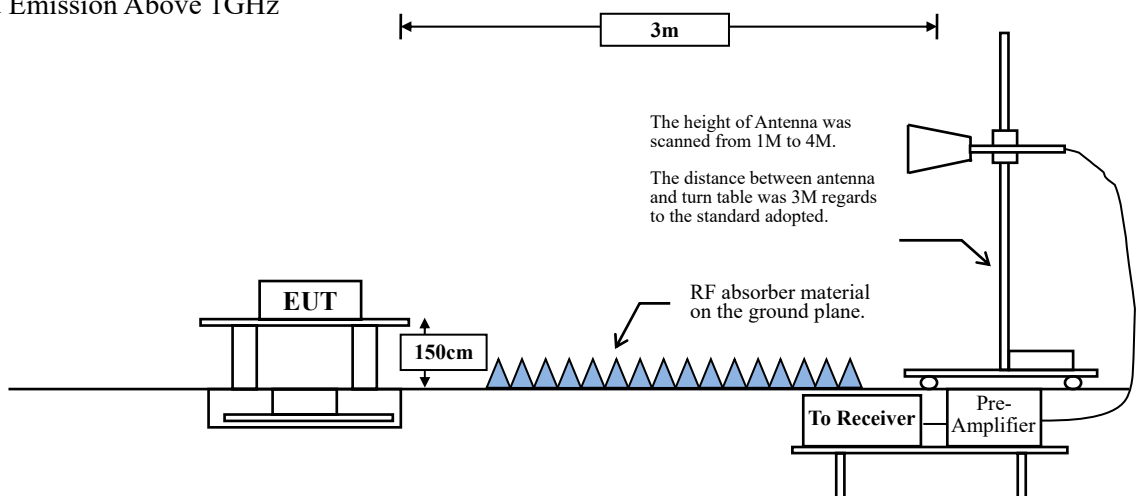 Emission Above 1GHz
3m
The height of Antenna was
scanned from 1M to 4M.
The distance between antenna
and turn table was 3M regards
to the standard adopted.
EUT
RF absorber material
on the ground plane.
150cm
To Receiver
Pre-
Amplifier